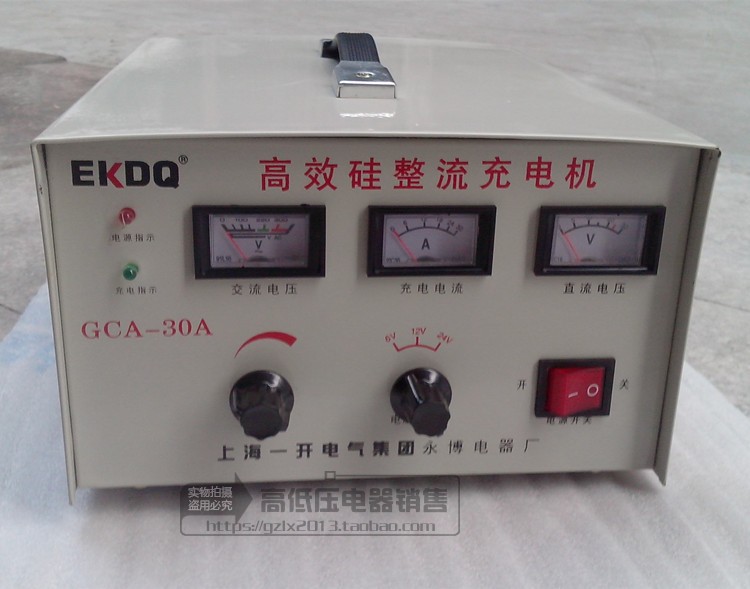 EKDQ®
高效硅整流充电机
电源指示
充电指示
V
A
V
交流电压
充电电流
直流电压
GCA-30A
6V 12V 24V
开 关
电源开关
上海一开电气集团永博电器厂
实物拍摄
盗用必究
高低压电器销售
https://gzlx2013.taobao.com